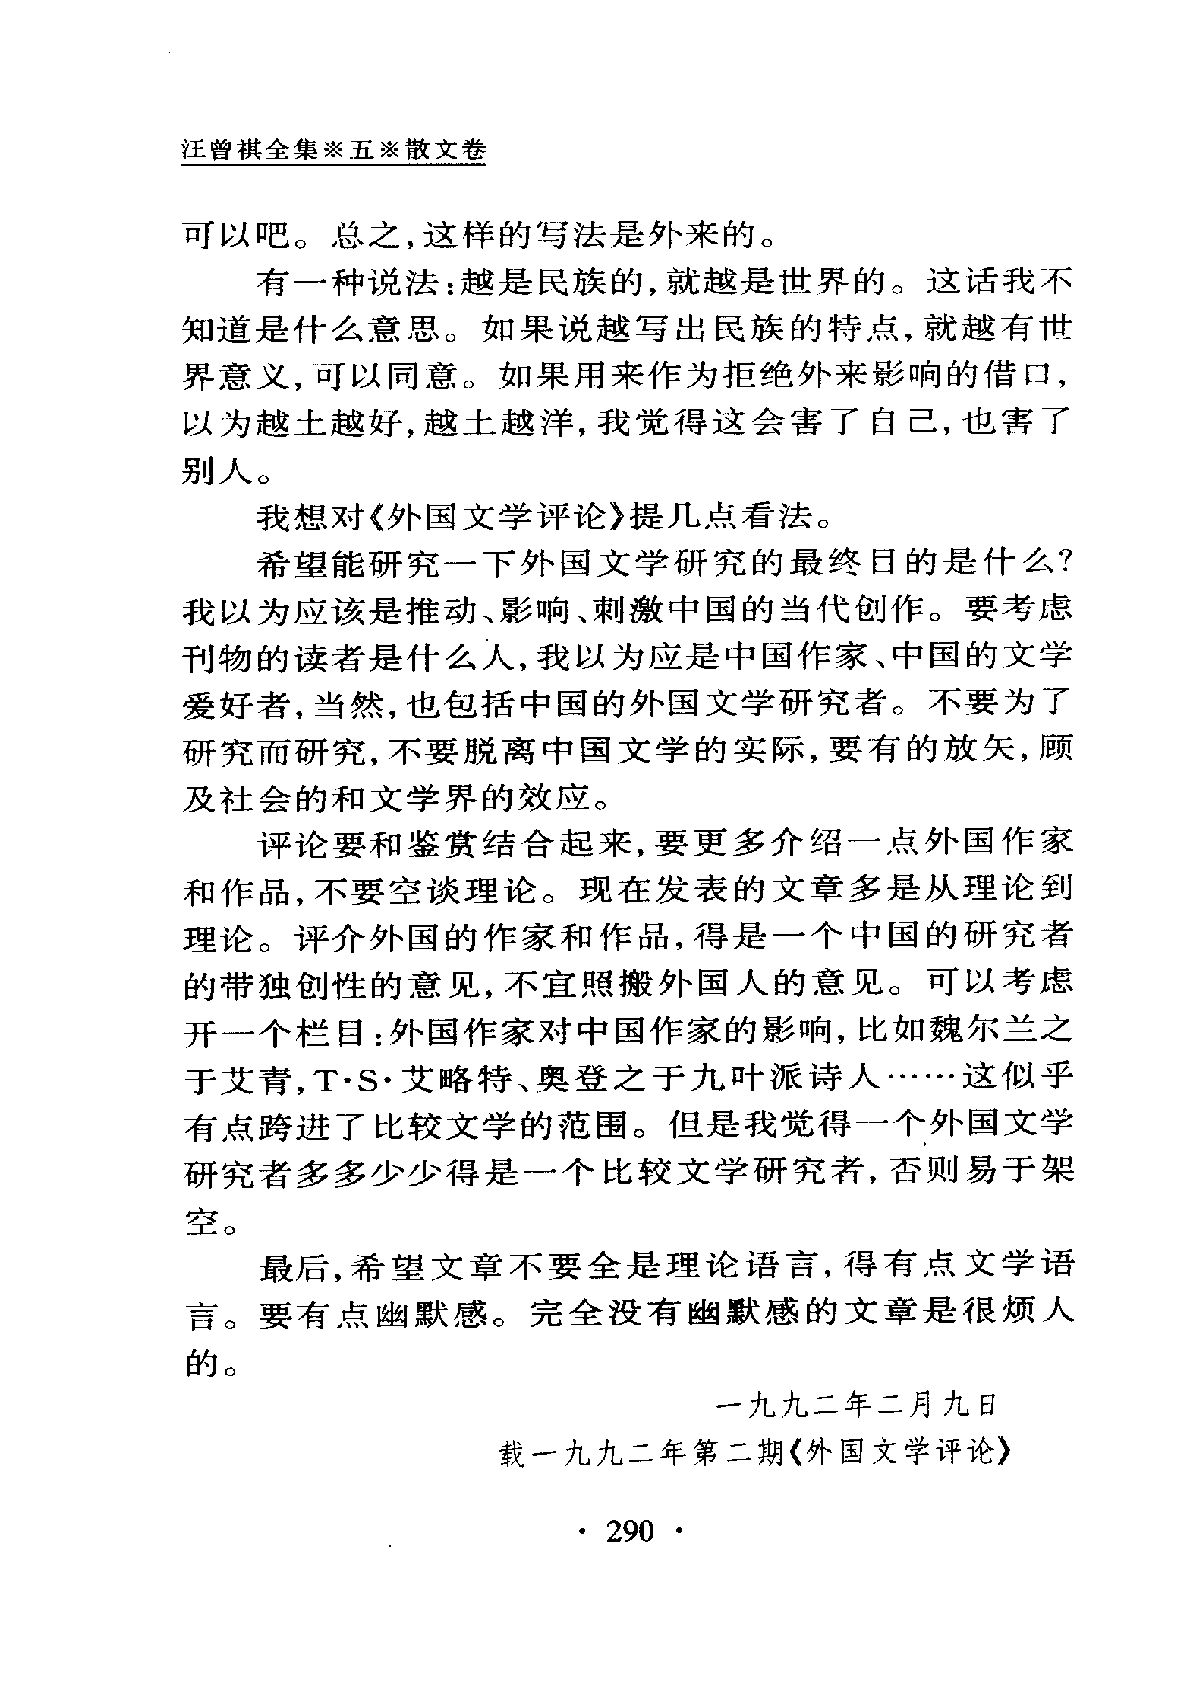 汪曾祺全集※五※散文卷
可以吧。总之，这样的写法是外来的。
有一种说法：越是民族的，就越是世界的。这话我不
知道是什么意思。如果说越写出民族的特点，就越有世
界意义，可以同意。如果用来作为拒绝外来影响的借口，
以为越土越好，越土越洋，我觉得这会害了自己，也害了
别人。
我想对《外国文学评论》提几点看法。
希望能研究一下外国文学研究的最终目的是什么？
我以为应该是推动、影响、刺激中国的当代创作。要考虑
刊物的读者是什么人，我以为应是中国作家、中国的文学
爱好者，当然，也包括中国的外国文学研究者。不要为了
研究而研究，不要脱离中国文学的实际，要有的放矢，顾
及社会的和文学界的效应。
评论要和鉴赏结合起来，要更多介绍一点外国作家
和作品，不要空谈理论。现在发表的文章多是从理论到
理论。评介外国的作家和作品，得是一个中国的研究者
的带独创性的意见，不宜照搬外国人的意见。可以考虑
开一个栏目：外国作家对中国作家的影响，比如魏尔兰之
于艾青，T·S·艾略特、奥登之于九叶派诗人……这似乎
有点跨进了比较文学的范围。但是我觉得一个外国文学
研究者多多少少得是一个比较文学研究者，否则易于架
空。
最后，希望文章不要全是理论语言，得有点文学语
言。要有点幽默感。完全没有幽默感的文章是很烦人
的。
一九九二年二月九日
载一九九二年第二期《外国文学评论》
· 290 ·